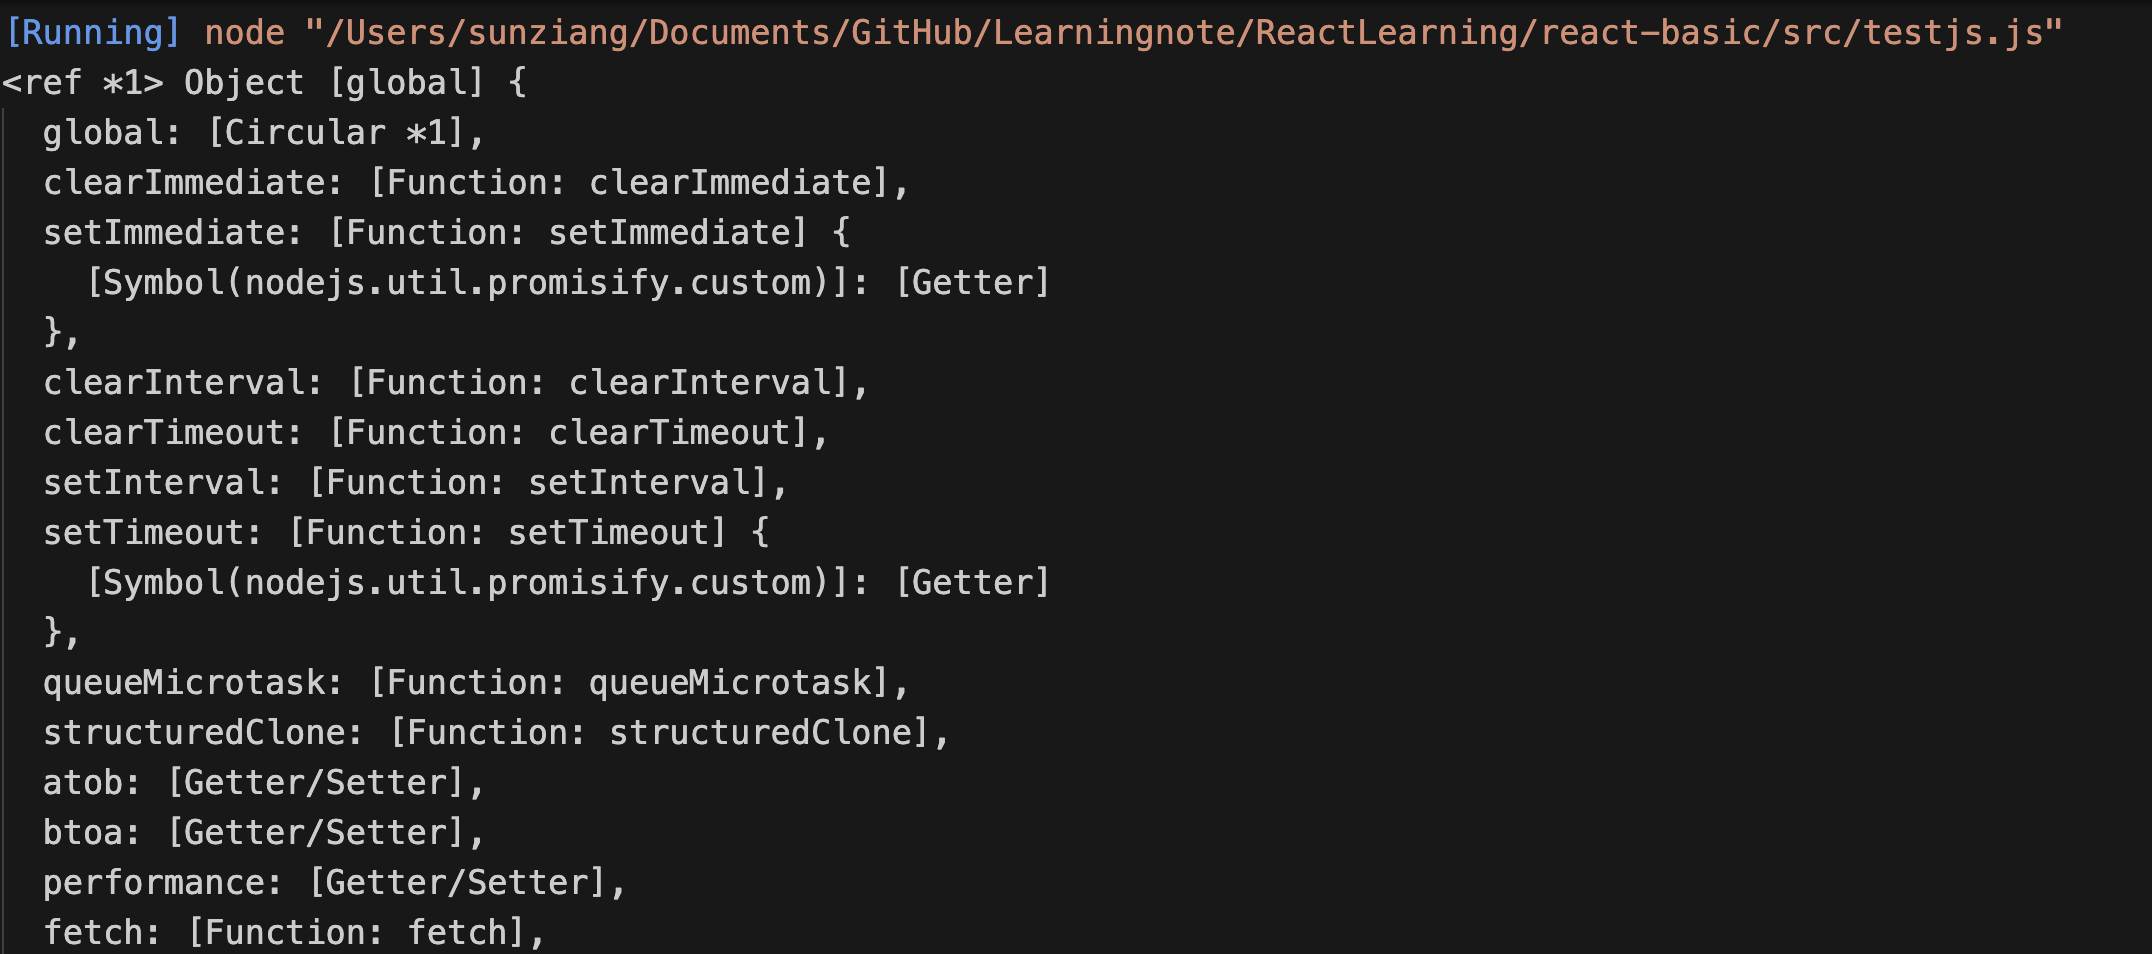 [Running] node "/Users/sunziang/Documents/GitHub/Learningnote/ReactLearning/react-basic/src/testjs.js"
<ref *1> Object [global] {
  global: [Circular *1],
  clearImmediate: [Function: clearImmediate],
  setImmediate: [Function: setImmediate] {
    [Symbol(nodejs.util.promisify.custom)]: [Getter]
  },
  clearInterval: [Function: clearInterval],
  clearTimeout: [Function: clearTimeout],
  setInterval: [Function: setInterval],
  setTimeout: [Function: setTimeout] {
    [Symbol(nodejs.util.promisify.custom)]: [Getter]
  },
  queueMicrotask: [Function: queueMicrotask],
  structuredClone: [Function: structuredClone],
  atob: [Getter/Setter],
  btoa: [Getter/Setter],
  performance: [Getter/Setter],
  fetch: [Function: fetch],